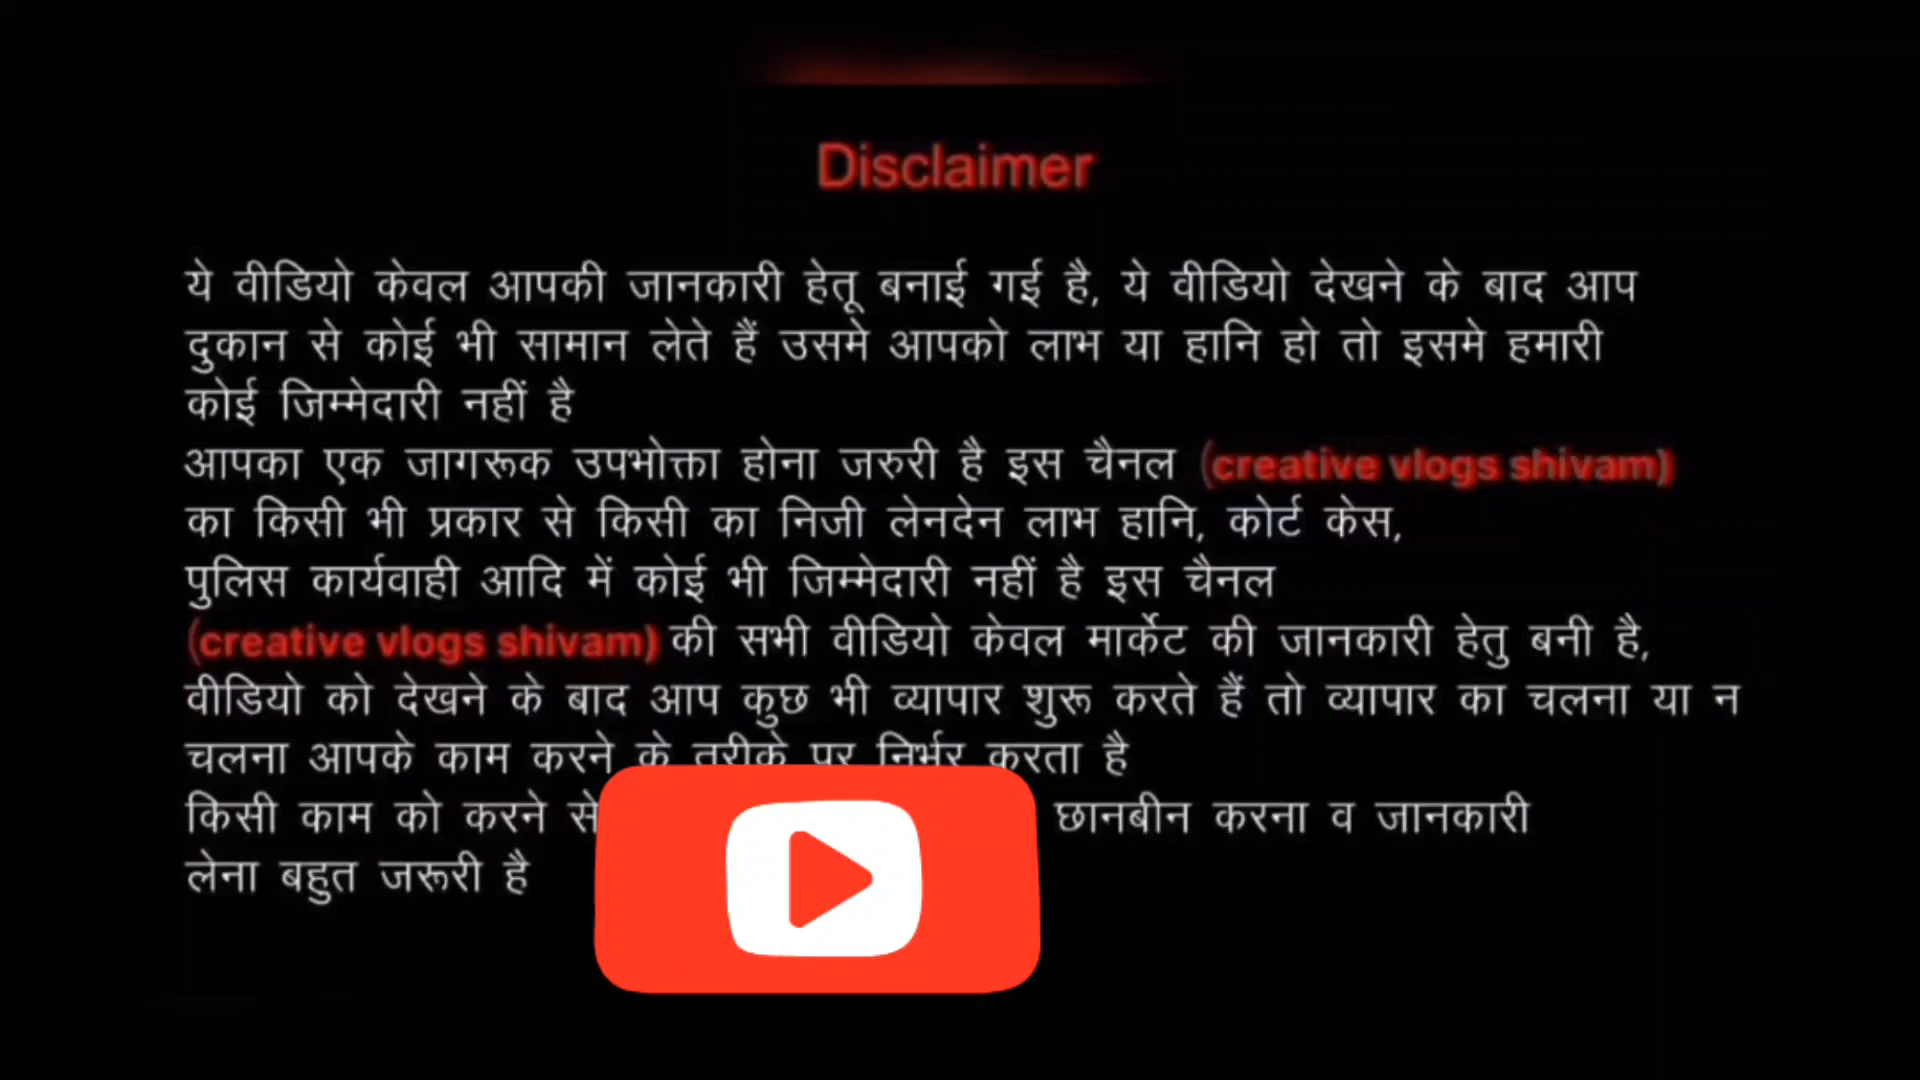 Disclaimer
ये वीडियो केवल आपकी जानकारी हेतू बनाई गई है, ये वीडियो देखने के बाद आप
दुकान से कोई भी सामान लेते हैं उसमे आपको लाभ या हानि हो तो इसमे हमारी
कोई जिम्मेदारी नहीं है
आपका एक जागरूक उपभोक्ता होना जरुरी है इस चैनल (creative vlogs shivam)
का किसी भी प्रकार से किसी का निजी लेनदेन लाभ हानि, कोर्ट केस,
पुलिस कार्यवाही आदि में कोई भी जिम्मेदारी नहीं है इस चैनल
(creative vlogs shivam) की सभी वीडियो केवल मार्केट की जानकारी हेतु बनी है,
वीडियो को देखने के बाद आप कुछ भी व्यापार शुरू करते हैं तो व्यापार का चलना या न
चलना आपके काम करने के तरीके पर निर्भर करता है
किसी काम को करने से छानबीन करना व जानकारी
लेना बहुत जरूरी है